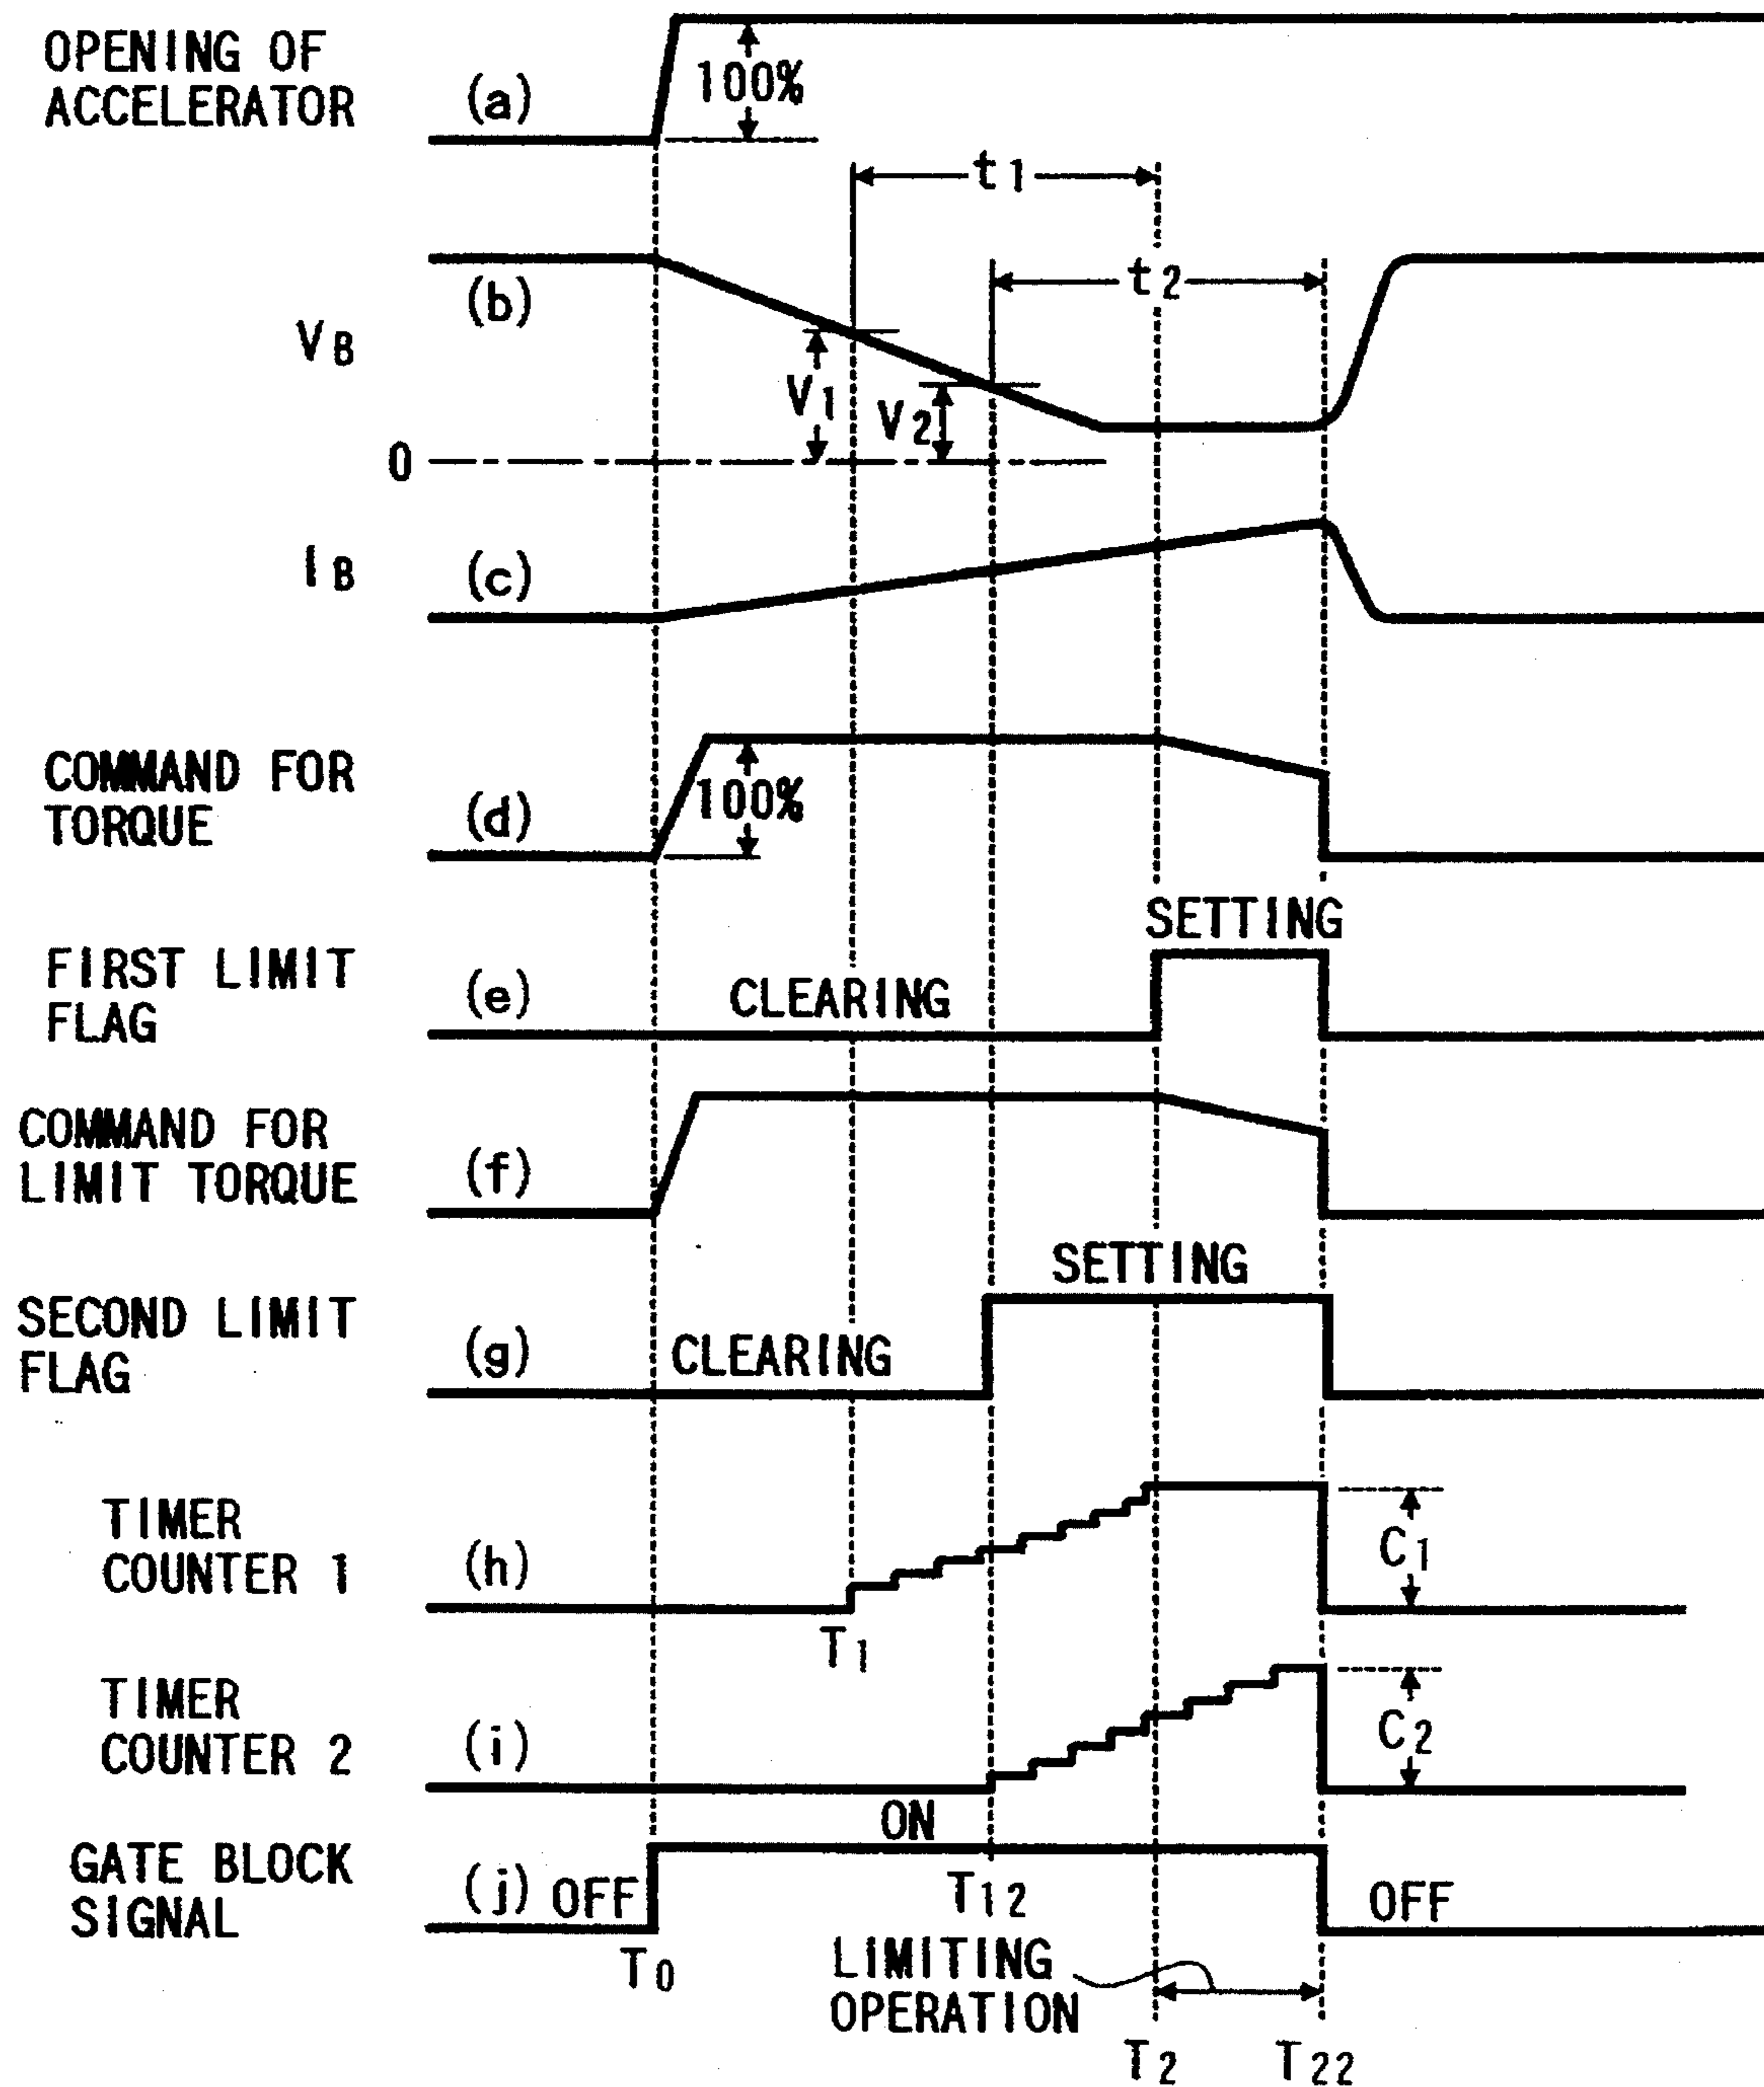 OPENING OF
ACCELERATOR
(a)
100%
t1
(b)
t2
VB
V1
V2
0
IB
(c)
COMMAND FOR
TORQUE
(d)
100%
SETTING
FIRST LIMIT
FLAG
(e)
CLEARING
COMMAND FOR
LIMIT TORQUE
(f)
SETTING
SECOND LIMIT
FLAG
(g)
CLEARING
TIMER
COUNTER 1
(h)
C1
T1
TIMER
COUNTER 2
(i)
C2
ON
GATE BLOCK
SIGNAL
(j)
OFF
T12
OFF
T0
LIMITING
OPERATION
T2
T22